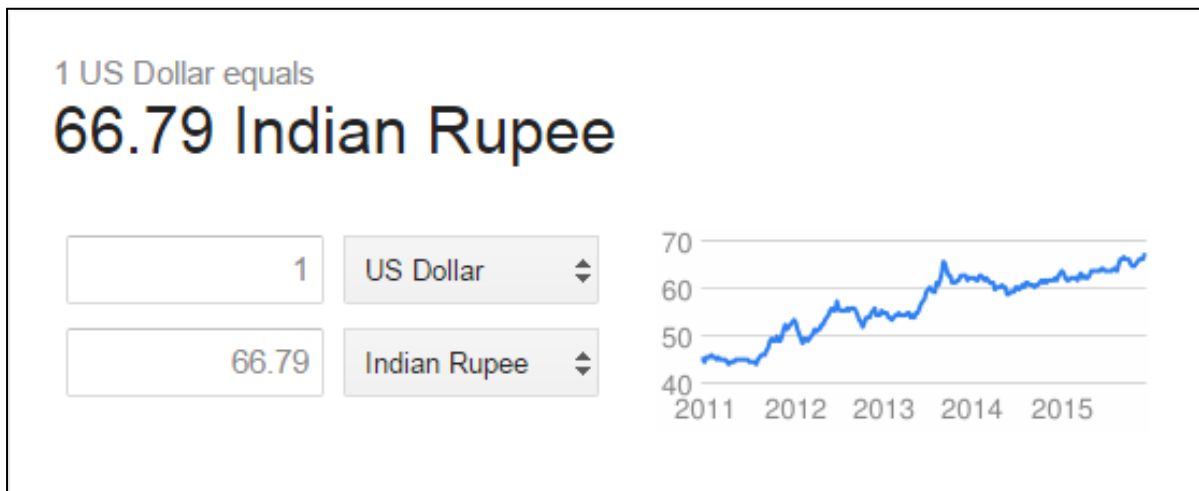 1 US Dollar equals
66.79 Indian Rupee
1 US Dollar
66.79 Indian Rupee
70
60
50
40
2011 2012 2013 2014 2015